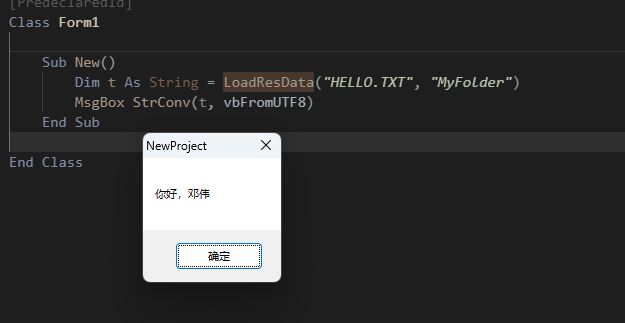 [PredeclaredId]
Class Form1
Sub New()
Dim t As String = LoadResData("HELLO.TXT", "MyFolder")
MsgBox StrConv(t, vbFromUTF8)
End Sub
NewProject
你好，邓伟
确定
End Class